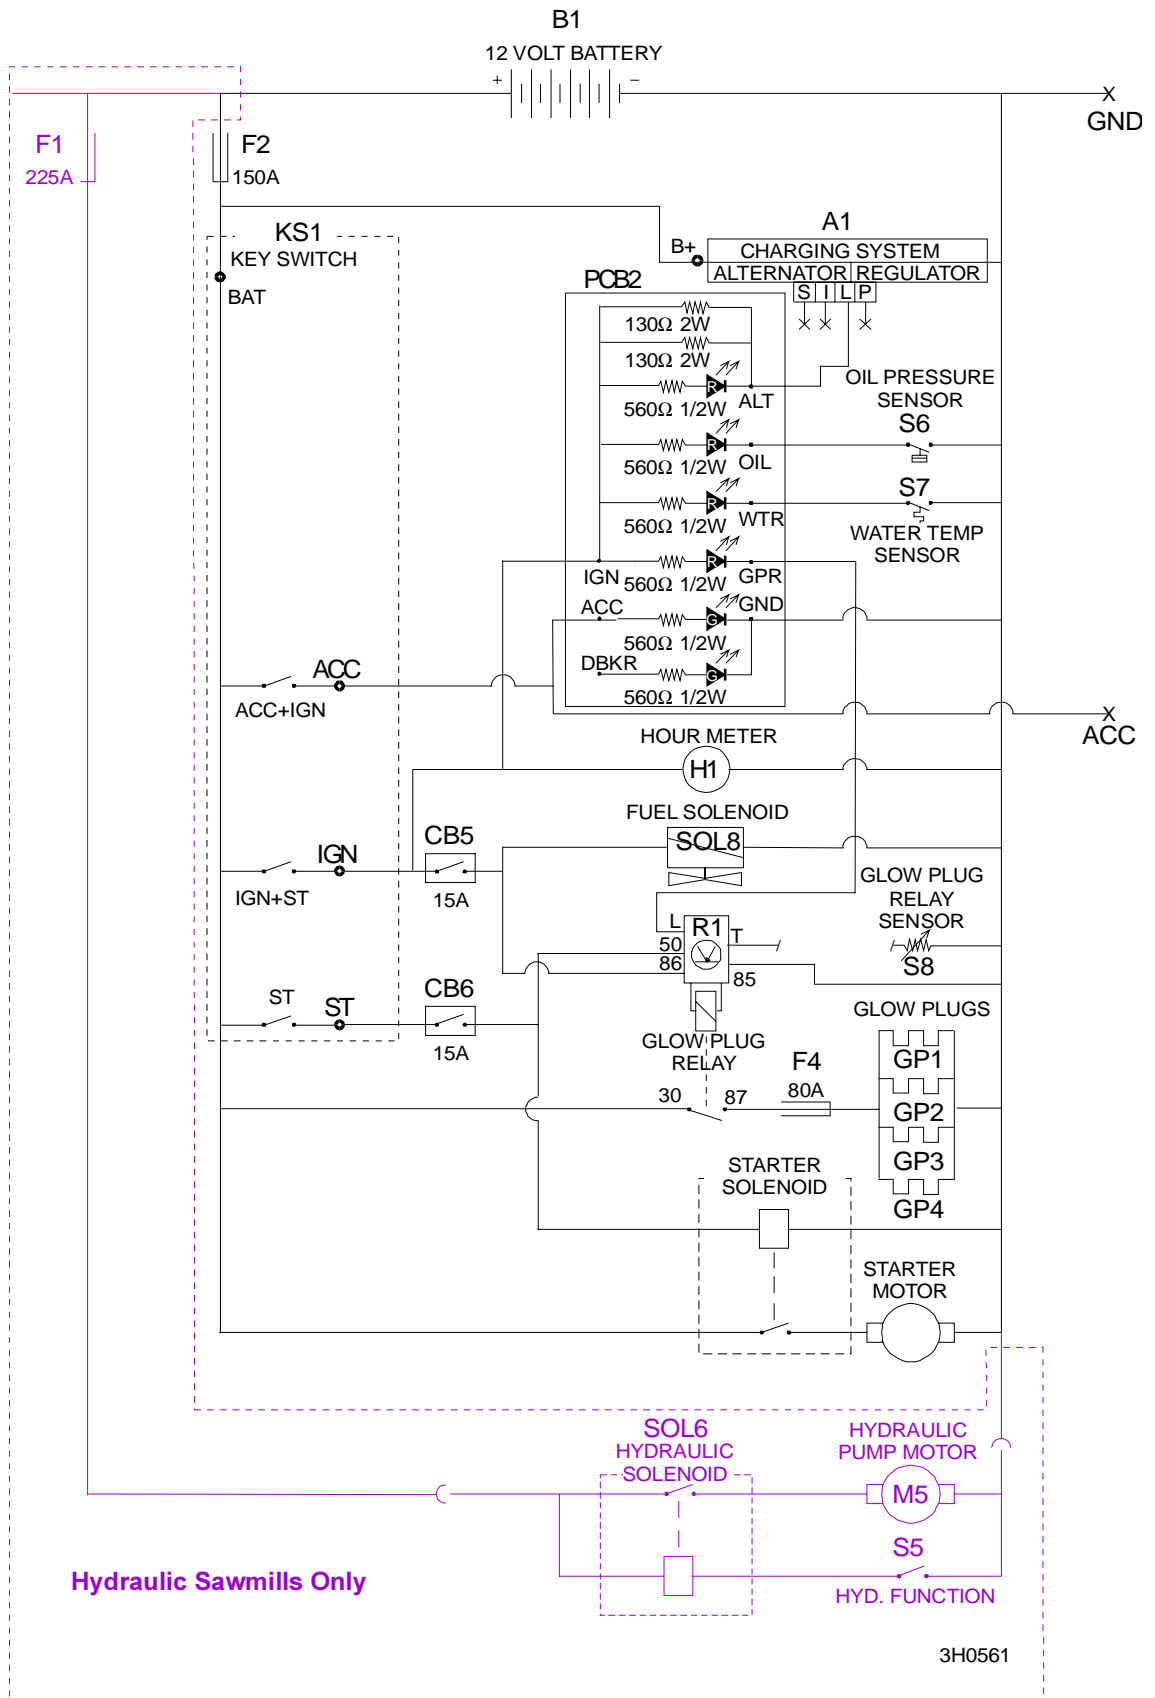 B1
12 VOLT BATTERY
+ −
X
GND
F1
225A
F2
150A
KS1
KEY SWITCH
BAT
A1
B+
CHARGING SYSTEM
ALTERNATOR REGULATOR
S I L P
PCB2
130Ω 2W
130Ω 2W
R
ALT
560Ω 1/2W
OIL PRESSURE
SENSOR
S6
R
OIL
560Ω 1/2W
S7
R
WTR
560Ω 1/2W
WATER TEMP
SENSOR
IGN
R
GPR
560Ω 1/2W
ACC
G
GND
560Ω 1/2W
DBKR
G
560Ω 1/2W
ACC
ACC+IGN
X
ACC
HOUR METER
H1
FUEL SOLENOID
SOL8
IGN
IGN+ST
CB5
15A
GLOW PLUG
RELAY
SENSOR
S8
L
R1
T
50
86
85
ST
ST
CB6
15A
GLOW PLUG
RELAY
30
87
F4
80A
GLOW PLUGS
GP1
GP2
GP3
GP4
STARTER
SOLENOID
STARTER
MOTOR
SOL6
HYDRAULIC
SOLENOID
HYDRAULIC
PUMP MOTOR
M5
S5
HYD. FUNCTION
Hydraulic Sawmills Only
3H0561